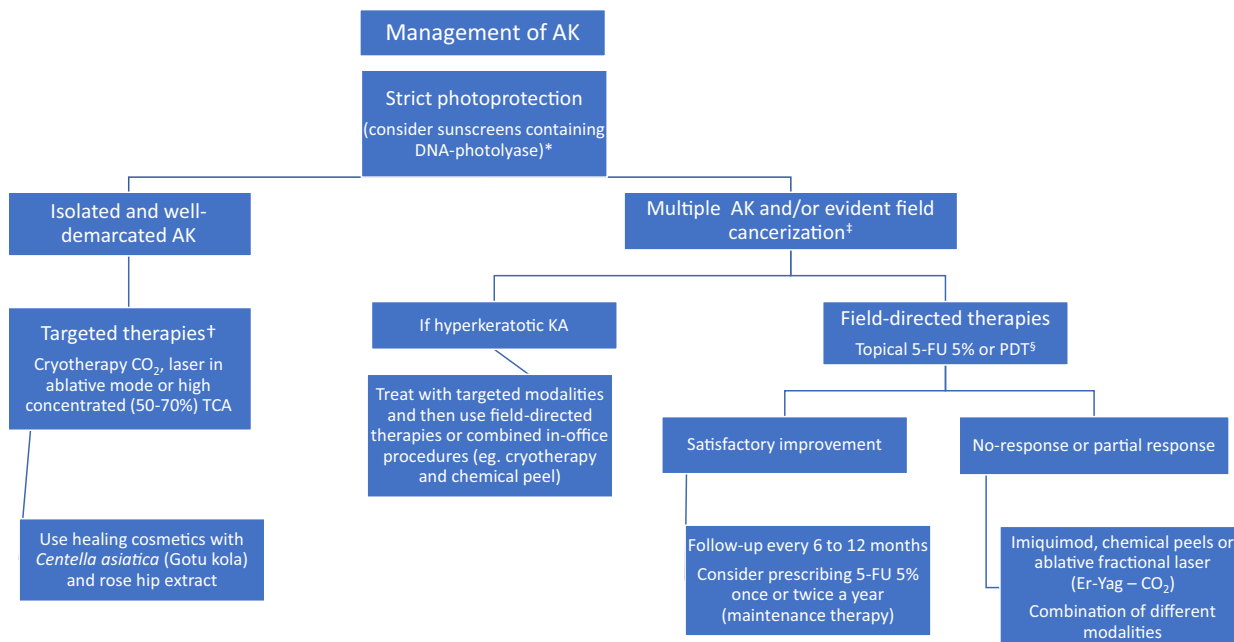 Management of AK
Strict photoprotection
(consider sunscreens containing
DNA-photolyase)*
Isolated and well-
demarcated AK
Multiple AK and/or evident field
cancerization‡
Targeted therapies†
Cryotherapy CO₂, laser in
ablative mode or high
concentrated (50-70%) TCA
If hyperkeratotic KA
Field-directed therapies
Topical 5-FU 5% or PDT§
Treat with targeted modalities
and then use field-directed
therapies or combined in-office
procedures (eg. cryotherapy
and chemical peel)
Satisfactory improvement
No-response or partial response
Use healing cosmetics with
Centella asiatica (Gotu kola)
and rose hip extract
Follow-up every 6 to 12 months
Consider prescribing 5-FU 5%
once or twice a year
(maintenance therapy)
Imiquimod, chemical peels or
ablative fractional laser
(Er-Yag – CO₂)
Combination of different
modalities